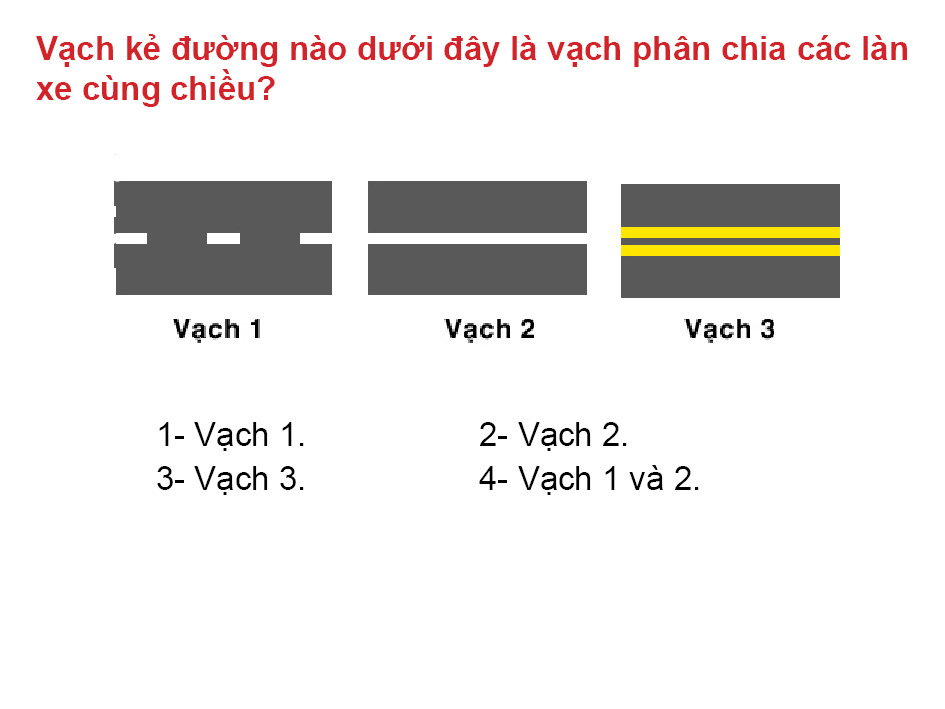 Vạch kẻ đường nào dưới đây là vạch phân chia các làn
xe cùng chiều?
Vạch 1 Vạch 2 Vạch 3
1- Vạch 1. 2- Vạch 2.
3- Vạch 3. 4- Vạch 1 và 2.